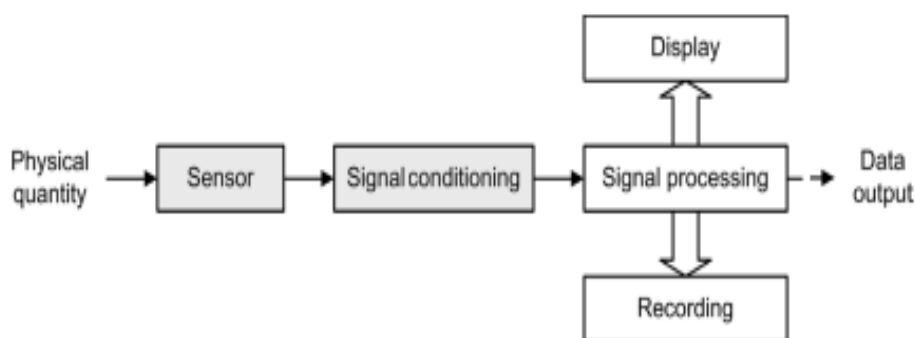 Display
Physical
quantity
Sensor
Signal conditioning
Signal processing
Data
output
Recording